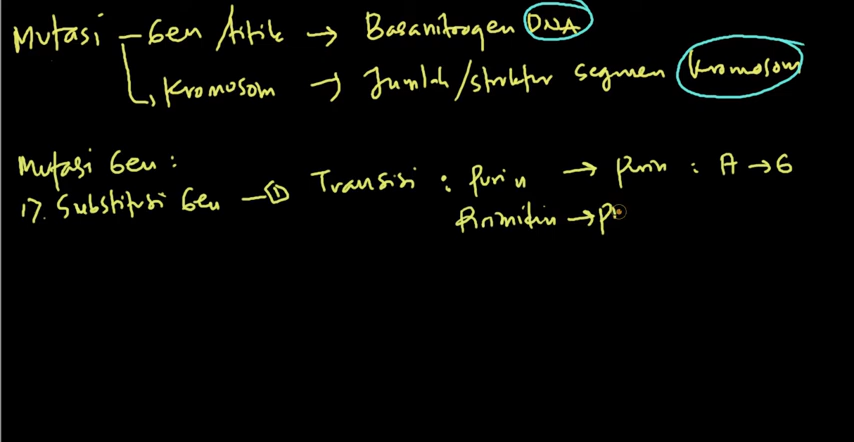 Mutasi - Gen /titik → Basa nitrogen DNA
↳ Kromosom → Jumlah/struktur segmen Kromosom
Mutasi Gen :
1). Substitusi Gen - ① Transisi : purin → purin : A → G
Pirimidin → Pi